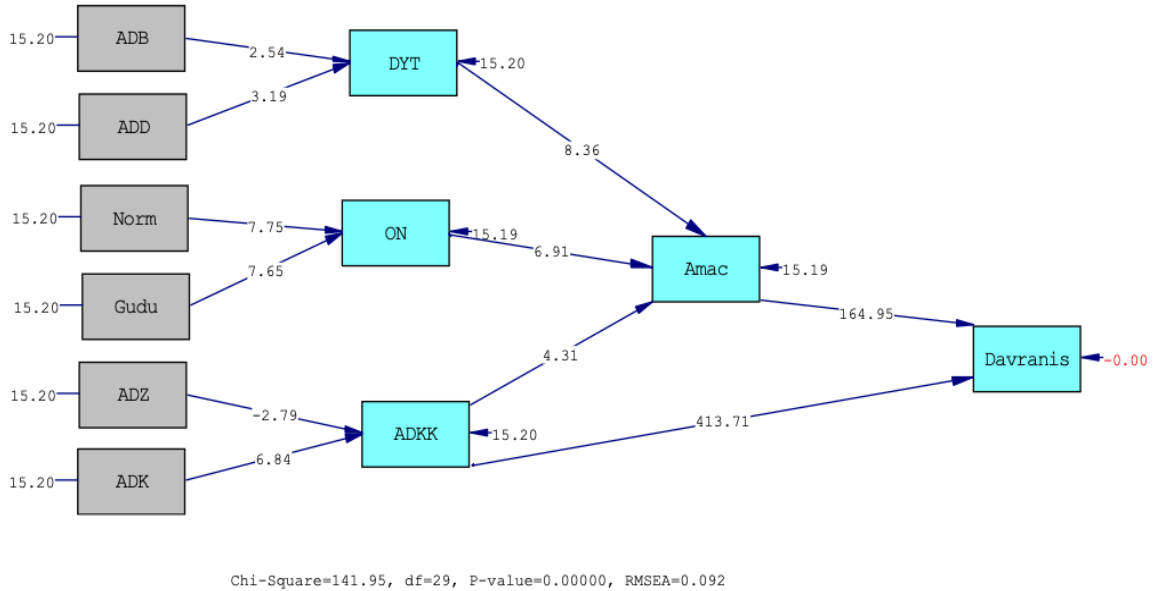 15.20 ADB 2.54 DYT 15.20
15.20 ADD 3.19
8.36
15.20 Norm 7.75 ON 15.19 6.91
15.20 Gudu 7.65
Amac 15.19
164.95
Davranis -0.00
4.31
15.20 ADZ -2.79
413.71
ADKK 15.20
15.20 ADK 6.84
Chi-Square=141.95, df=29, P-value=0.00000, RMSEA=0.092